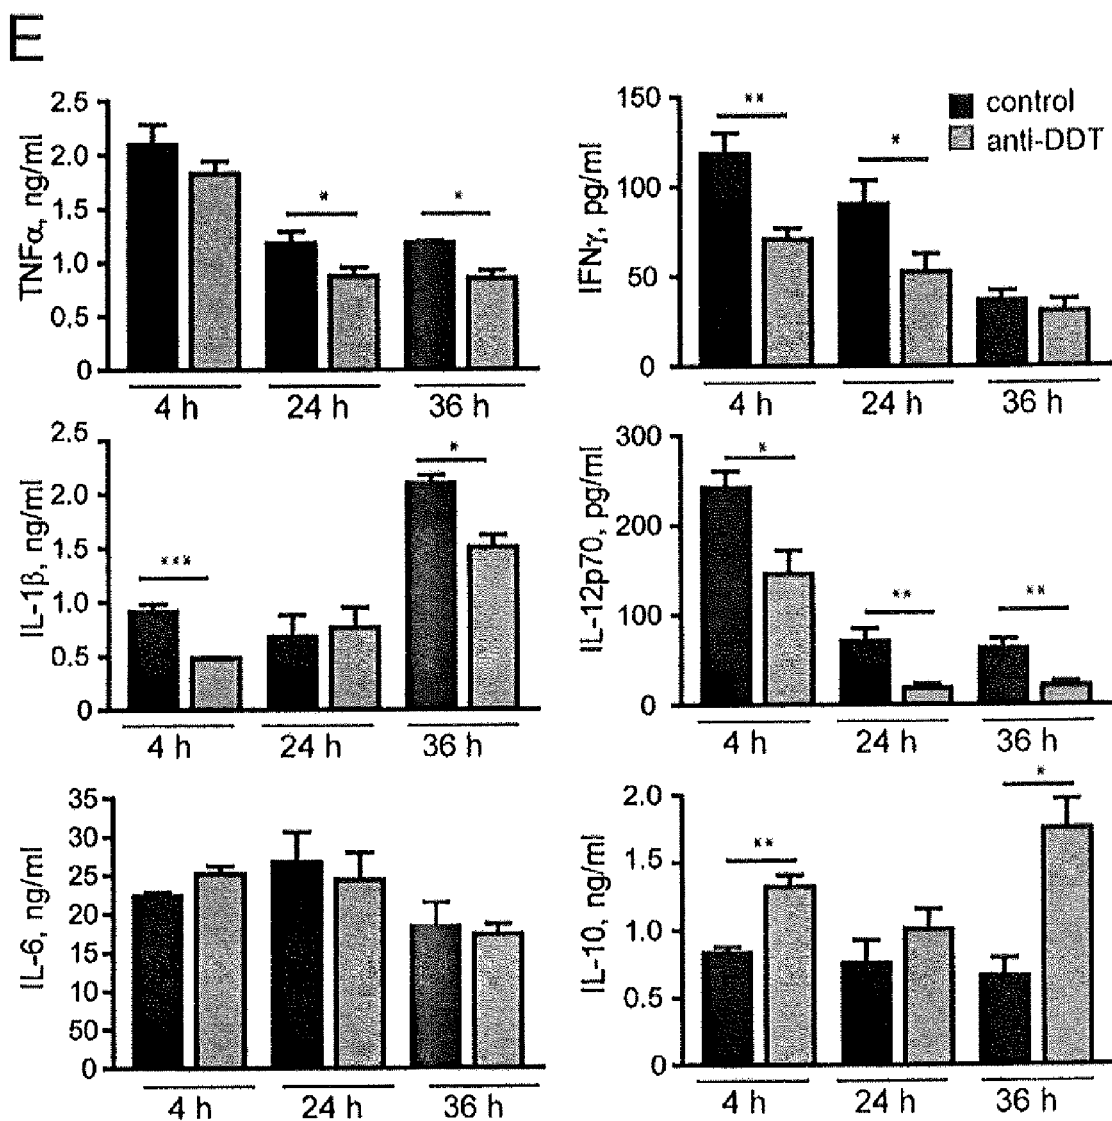 E
TNFα, ng/ml
2.5
2.0
1.5
1.0
0.5
0
*
*
4 h
24 h
36 h
IFNγ, pg/ml
150
100
50
0
**
*
4 h
24 h
36 h
control
anti-DDT
IL-1β, ng/ml
2.5
2.0
1.5
1.0
0.5
0
***
*
4 h
24 h
36 h
IL-12p70, pg/ml
300
200
100
0
*
**
**
4 h
24 h
36 h
IL-6, ng/ml
35
30
25
20
15
10
50
0
4 h
24 h
36 h
IL-10, ng/ml
2.0
1.5
1.0
0.5
0
**
*
4 h
24 h
36 h